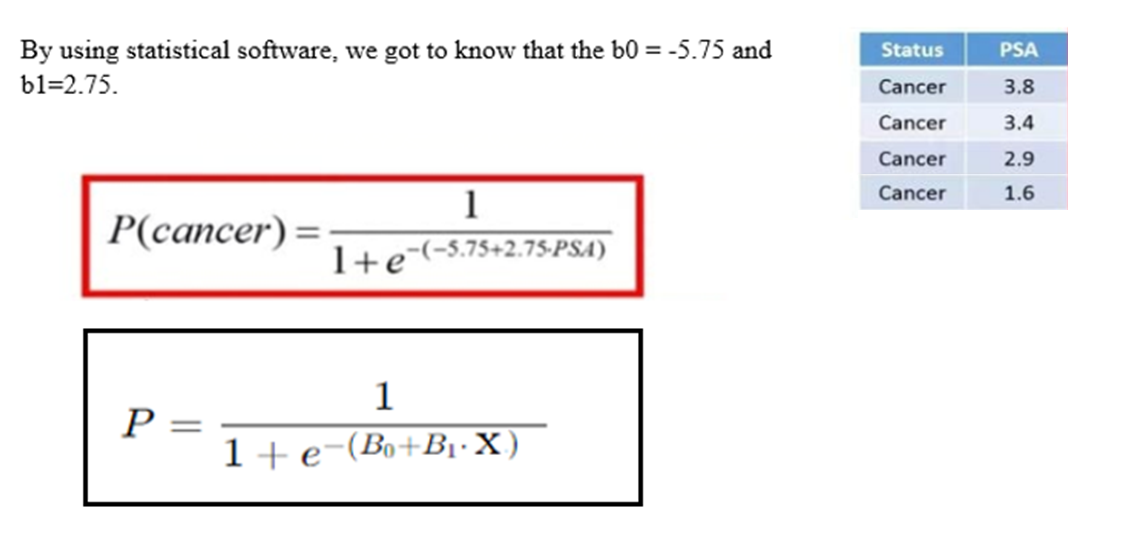 By using statistical software, we got to know that the b0 = -5.75 and
b1=2.75.
Status PSA
Cancer 3.8
Cancer 3.4
Cancer 2.9
Cancer 1.6
P(cancer) = 1 / 1+e^-(-5.75+2.75·PSA)
P = 1 / 1 + e^-(B₀+B₁·X)